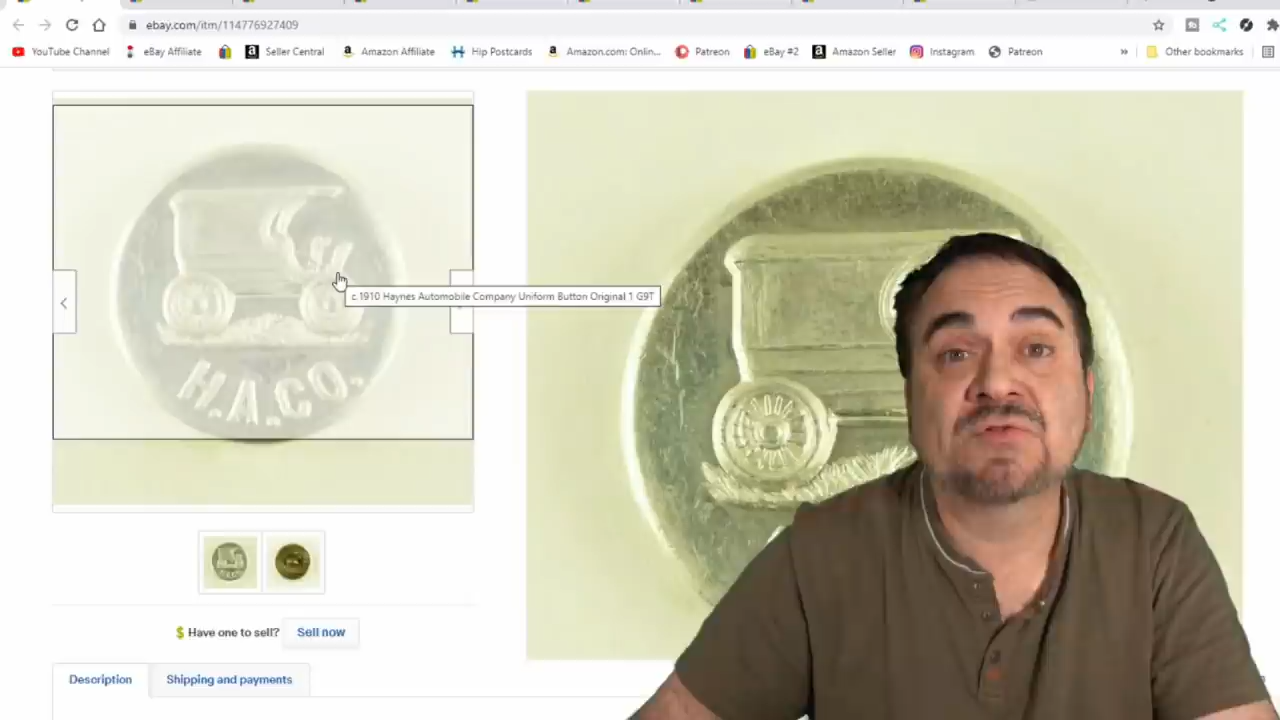 ebay.com/itm/114776927409
YouTube Channel eBay Affiliate Seller Central Amazon Affiliate Hip Postcards Amazon.com: Onlin... Patreon eBay #2 Amazon Seller Instagram Patreon » Other bookmarks
c.1910 Haynes Automobile Company Uniform Button Original 1 G9T
H.A.CO.
Have one to sell? Sell now
Description Shipping and payments